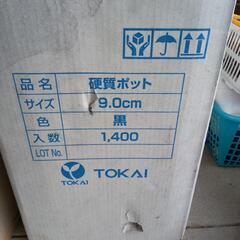 品名 硬質ポット
サイズ 9.0cm
色 黒
入数 1,400
LOT No.
TOKAI TOKAI